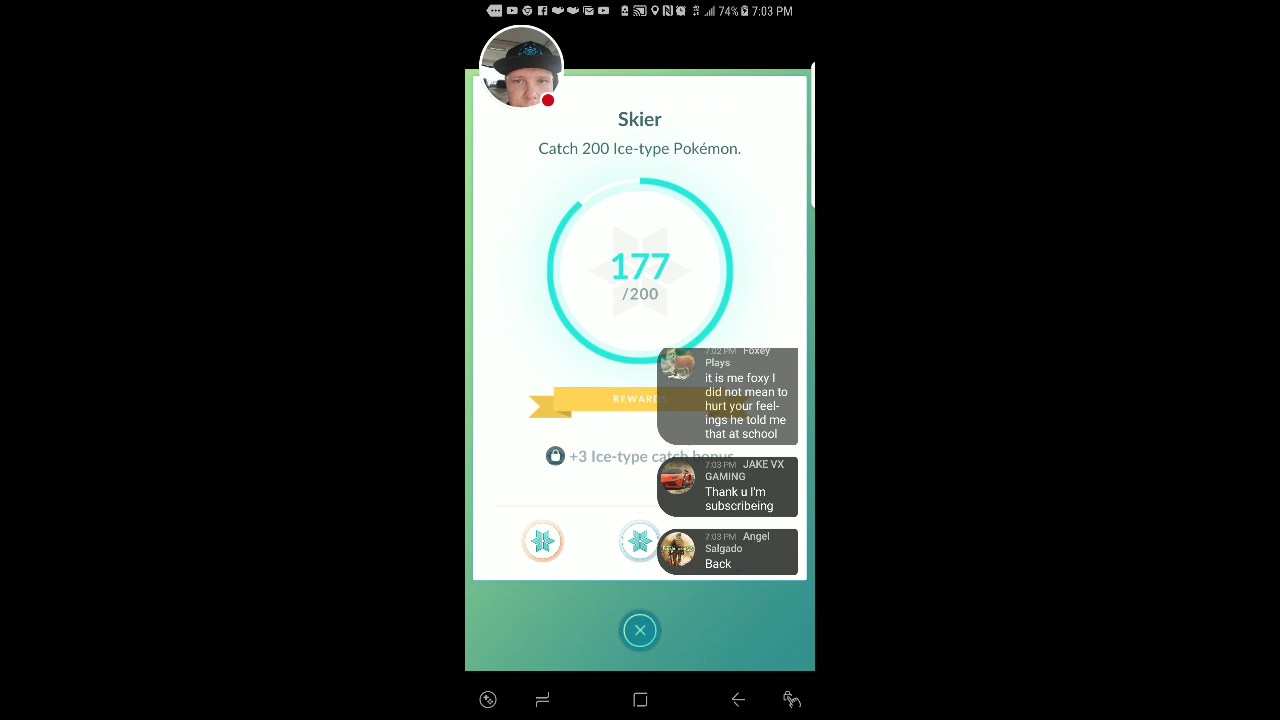 74% 7:03 PM
Skier
Catch 200 Ice-type Pokémon.
177
/200
REWARDS
+3 Ice-type catch bonus
7:02 PM Foxey
Plays
it is me foxy I
did not mean to
hurt your feel-
ings he told me
that at school
7:03 PM JAKE VX
GAMING
Thank u I'm
subscribeing
7:03 PM Angel
Salgado
Back